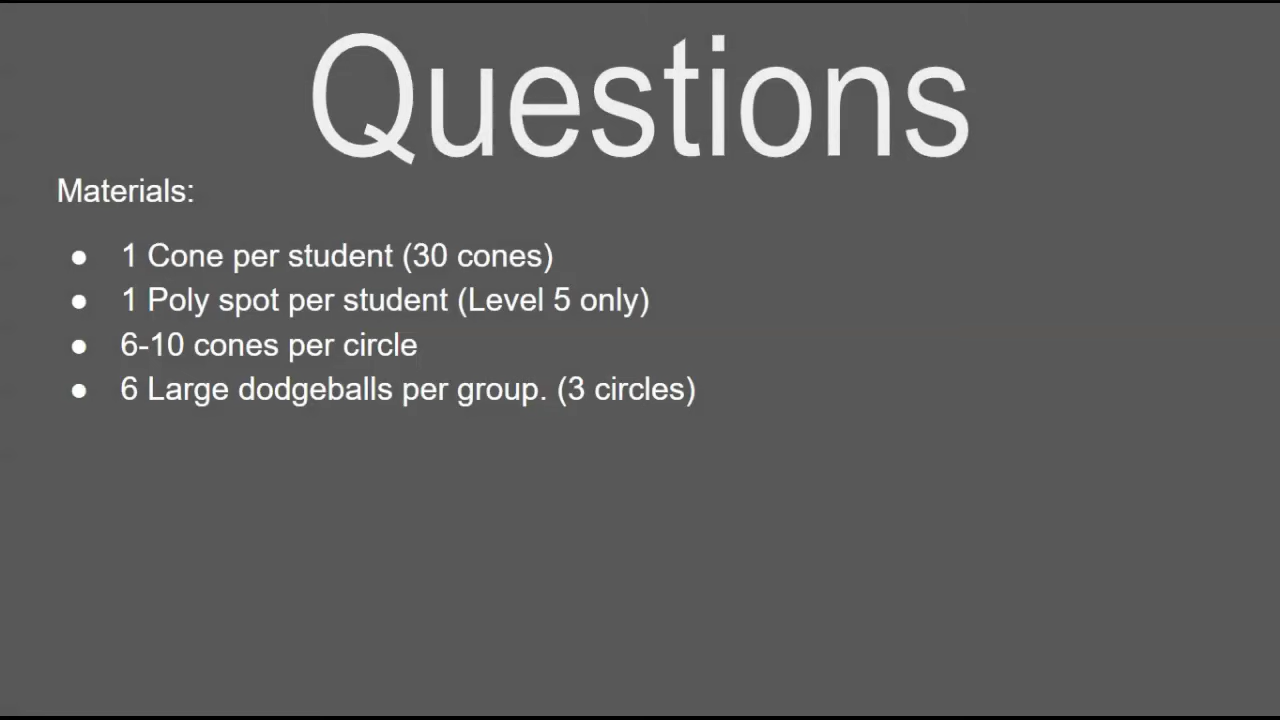 Questions
Materials:
● 1 Cone per student (30 cones)
● 1 Poly spot per student (Level 5 only)
● 6-10 cones per circle
● 6 Large dodgeballs per group. (3 circles)